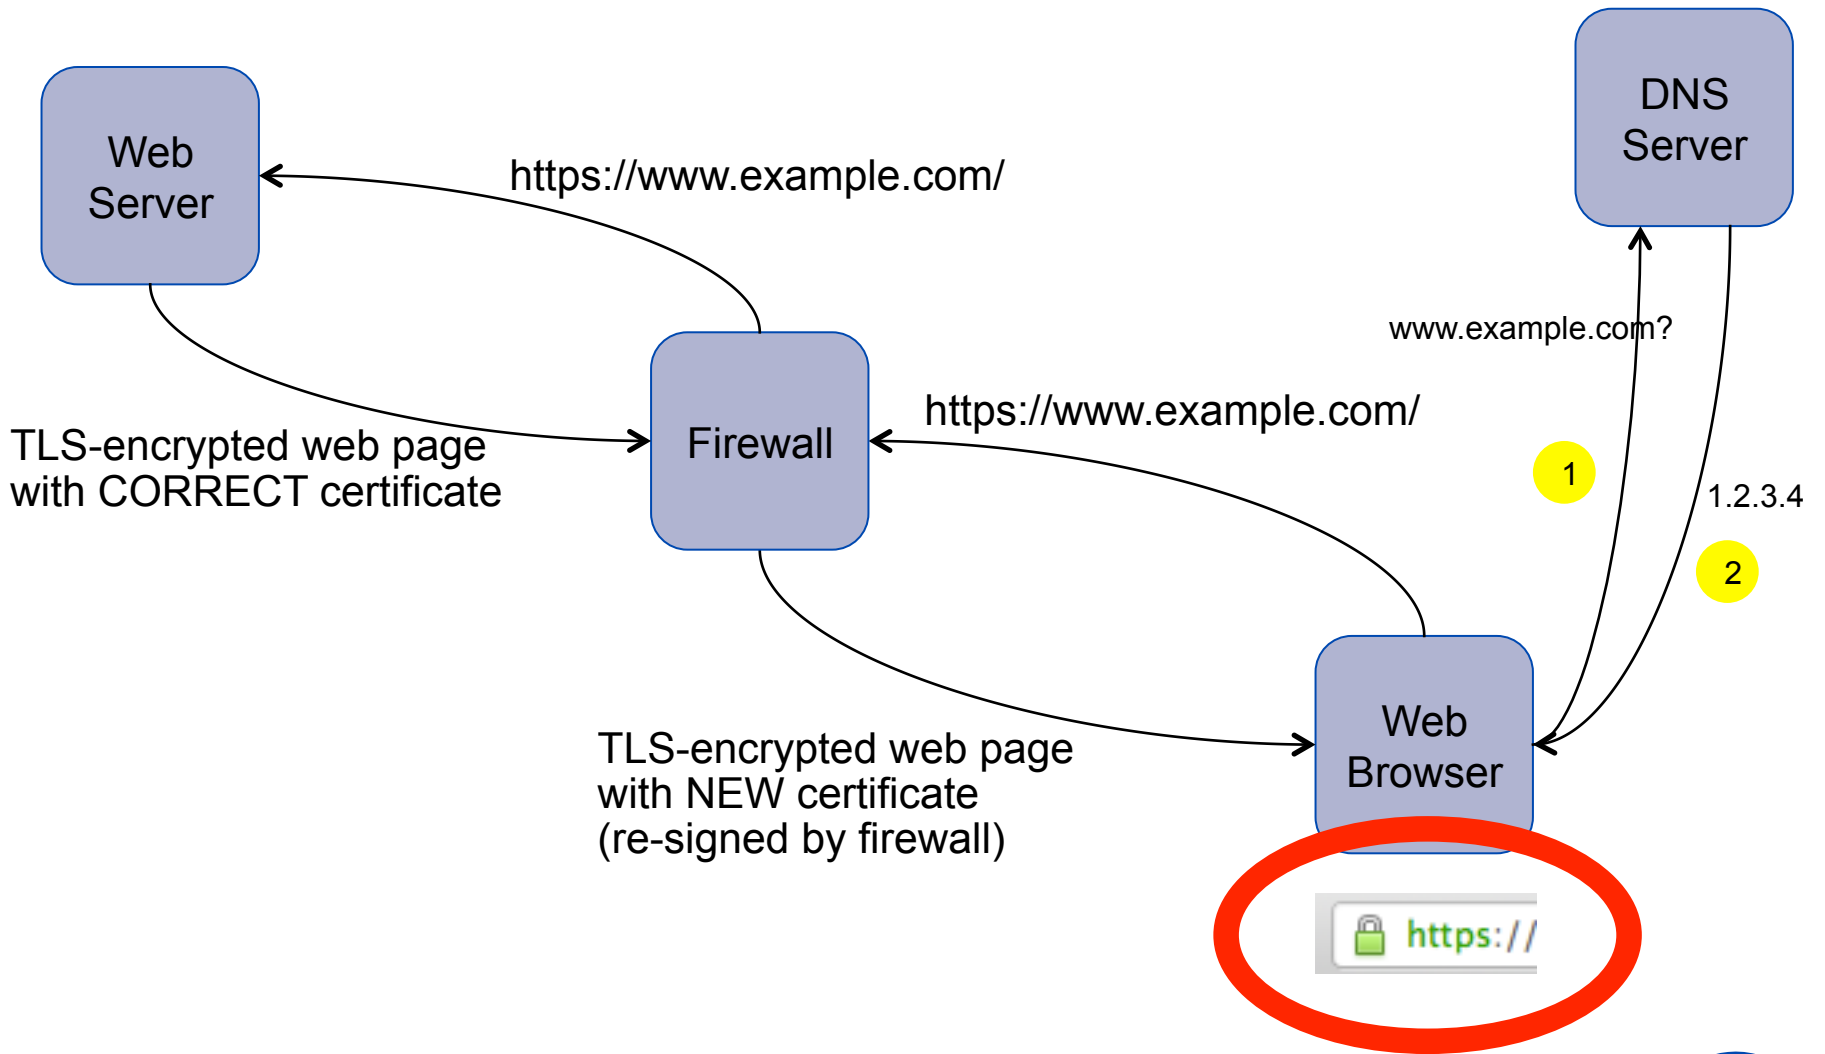 DNS
Server
Web
Server
https://www.example.com/
www.example.com?
https://www.example.com/
Firewall
TLS-encrypted web page
with CORRECT certificate
1
1.2.3.4
2
Web
Browser
TLS-encrypted web page
with NEW certificate
(re-signed by firewall)
https://